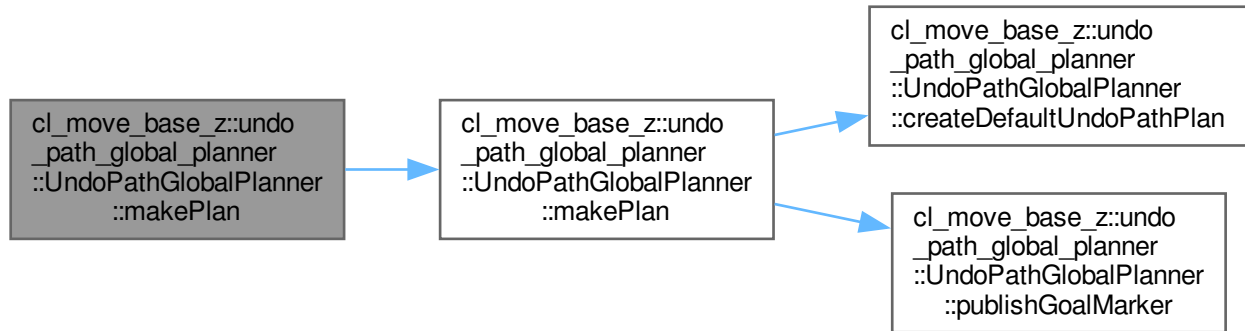 cl_move_base_z::undo
_path_global_planner
::UndoPathGlobalPlanner
::makePlan
cl_move_base_z::undo
_path_global_planner
::UndoPathGlobalPlanner
::makePlan
cl_move_base_z::undo
_path_global_planner
::UndoPathGlobalPlanner
::createDefaultUndoPathPlan
cl_move_base_z::undo
_path_global_planner
::UndoPathGlobalPlanner
::publishGoalMarker